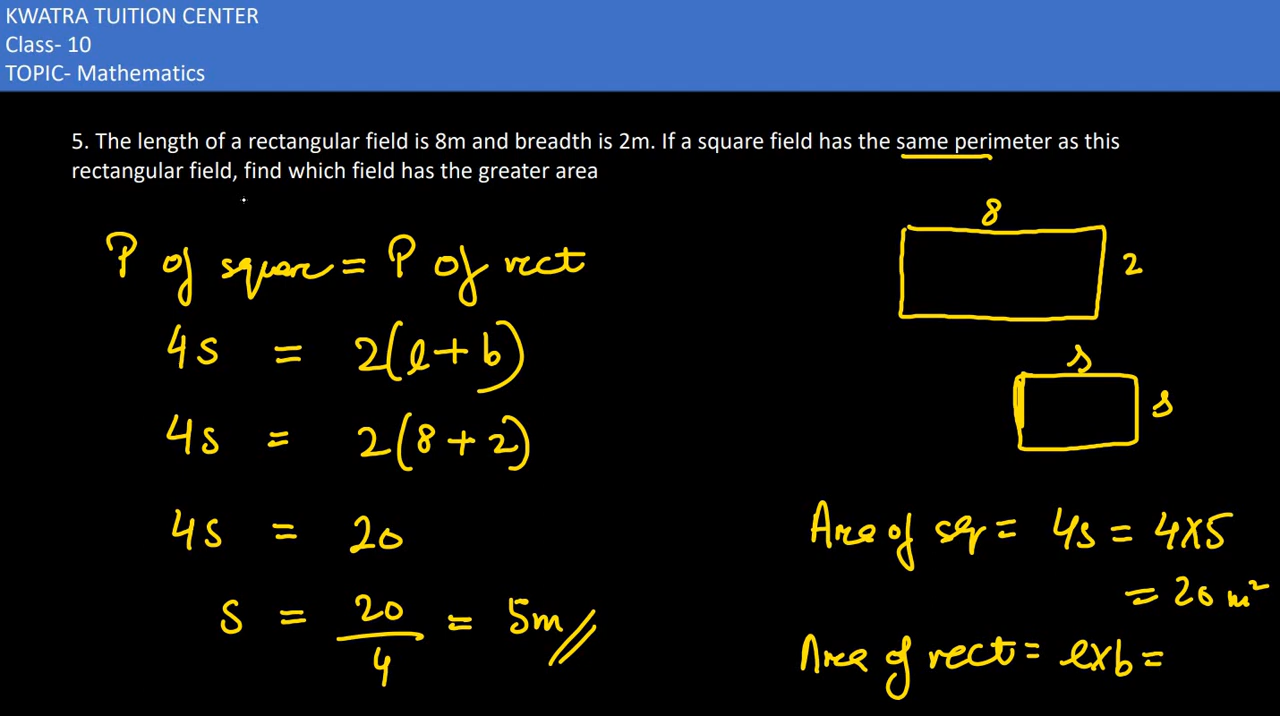 KWATRA TUITION CENTER
Class- 10
TOPIC- Mathematics
5. The length of a rectangular field is 8m and breadth is 2m. If a square field has the same perimeter as this
rectangular field, find which field has the greater area
P of square = P of rect
4s = 2(l+b)
4s = 2(8+2)
4s = 20
s = 20/4 = 5m//
8
2
s
s
Area of sq = 4s = 4×5
= 20 m²
Area of rect = l×b =